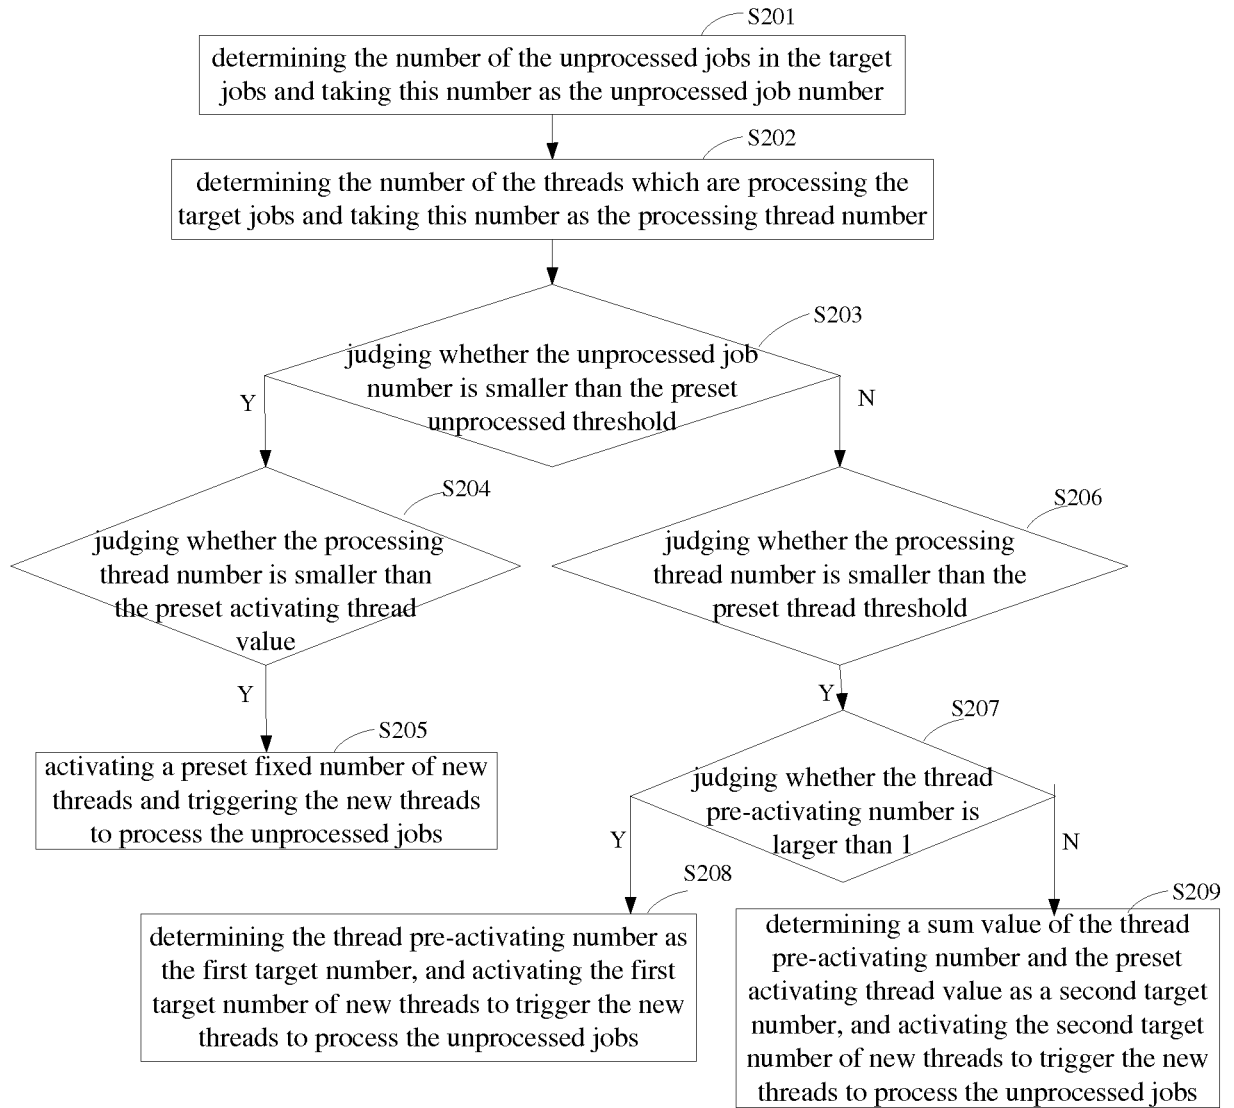 S201
determining the number of the unprocessed jobs in the target
jobs and taking this number as the unprocessed job number
S202
determining the number of the threads which are processing the
target jobs and taking this number as the processing thread number
S203
judging whether the unprocessed job
number is smaller than the preset
unprocessed threshold
Y
N
S204
judging whether the processing
thread number is smaller than
the preset activating thread
value
S206
judging whether the processing
thread number is smaller than the
preset thread threshold
Y
Y
S205
activating a preset fixed number of new
threads and triggering the new threads
to process the unprocessed jobs
S207
judging whether the thread
pre-activating number is
larger than 1
Y
N
S208
determining the thread pre-activating number as
the first target number, and activating the first
target number of new threads to trigger the new
threads to process the unprocessed jobs
S209
determining a sum value of the thread
pre-activating number and the preset
activating thread value as a second target
number, and activating the second target
number of new threads to trigger the new
threads to process the unprocessed jobs